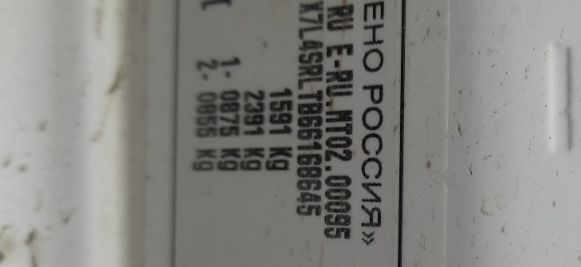 ЕНО РОССИЯ»
RU E-RU.MT02.00095
X7L4SRLTB66168645
1591 Kg
2391 Kg
1- 0875 Kg
2- 0855 Kg